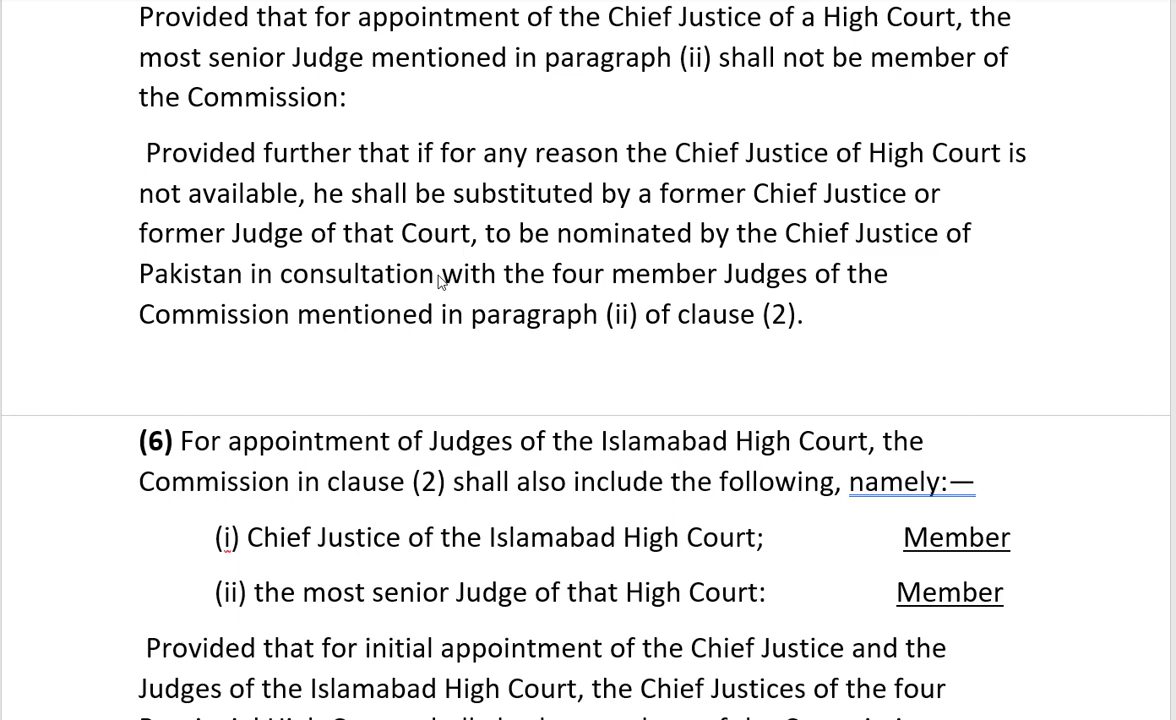 Provided that for appointment of the Chief Justice of a High Court, the
most senior Judge mentioned in paragraph (ii) shall not be member of
the Commission:
Provided further that if for any reason the Chief Justice of High Court is
not available, he shall be substituted by a former Chief Justice or
former Judge of that Court, to be nominated by the Chief Justice of
Pakistan in consultation with the four member Judges of the
Commission mentioned in paragraph (ii) of clause (2).
(6) For appointment of Judges of the Islamabad High Court, the
Commission in clause (2) shall also include the following, namely:—
(i) Chief Justice of the Islamabad High Court; Member
(ii) the most senior Judge of that High Court: Member
Provided that for initial appointment of the Chief Justice and the
Judges of the Islamabad High Court, the Chief Justices of the four